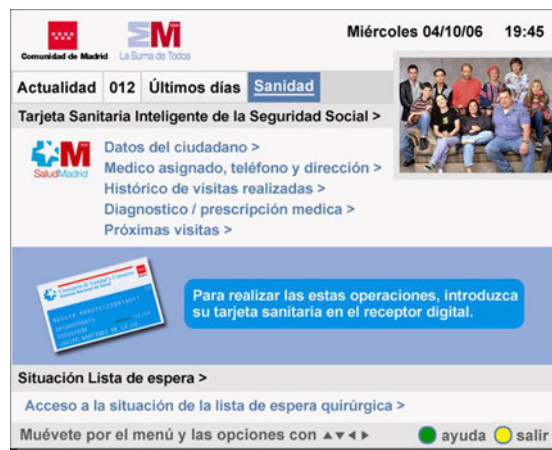 Miércoles 04/10/06 19:45
Comunidad de Madrid
La Suma de Todos
Actualidad 012 Últimos días Sanidad
Tarjeta Sanitaria Inteligente de la Seguridad Social >
SaludMadrid
Datos del ciudadano >
Medico asignado, teléfono y dirección >
Histórico de visitas realizadas >
Diagnostico / prescripción medica >
Próximas visitas >
Para realizar las estas operaciones, introduzca
su tarjeta sanitaria en el receptor digital.
Situación Lista de espera >
Acceso a la situación de la lista de espera quirúrgica >
Muévete por el menú y las opciones con ▲▼◄► ayuda salir